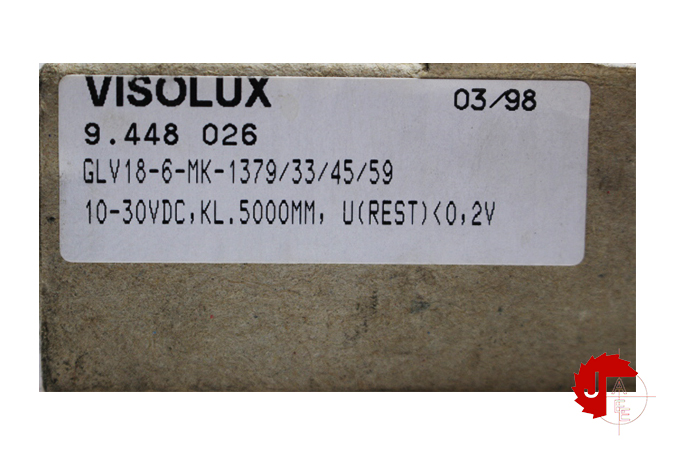 VISOLUX
03/98
9.448 026
GLV18-6-MK-1379/33/45/59
10-30VDC,KL.5000MM, U(REST)<0,2V
JAFE